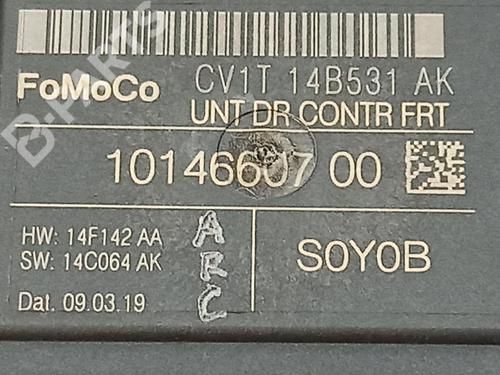 FoMoCo CV1T 14B531 AK
UNT DR CONTR FRT
10146607 00
HW: 14F142 AA
SW: 14C064 AK
Dat. 09.03.19
ARC
S0Y0B
B-PARTS